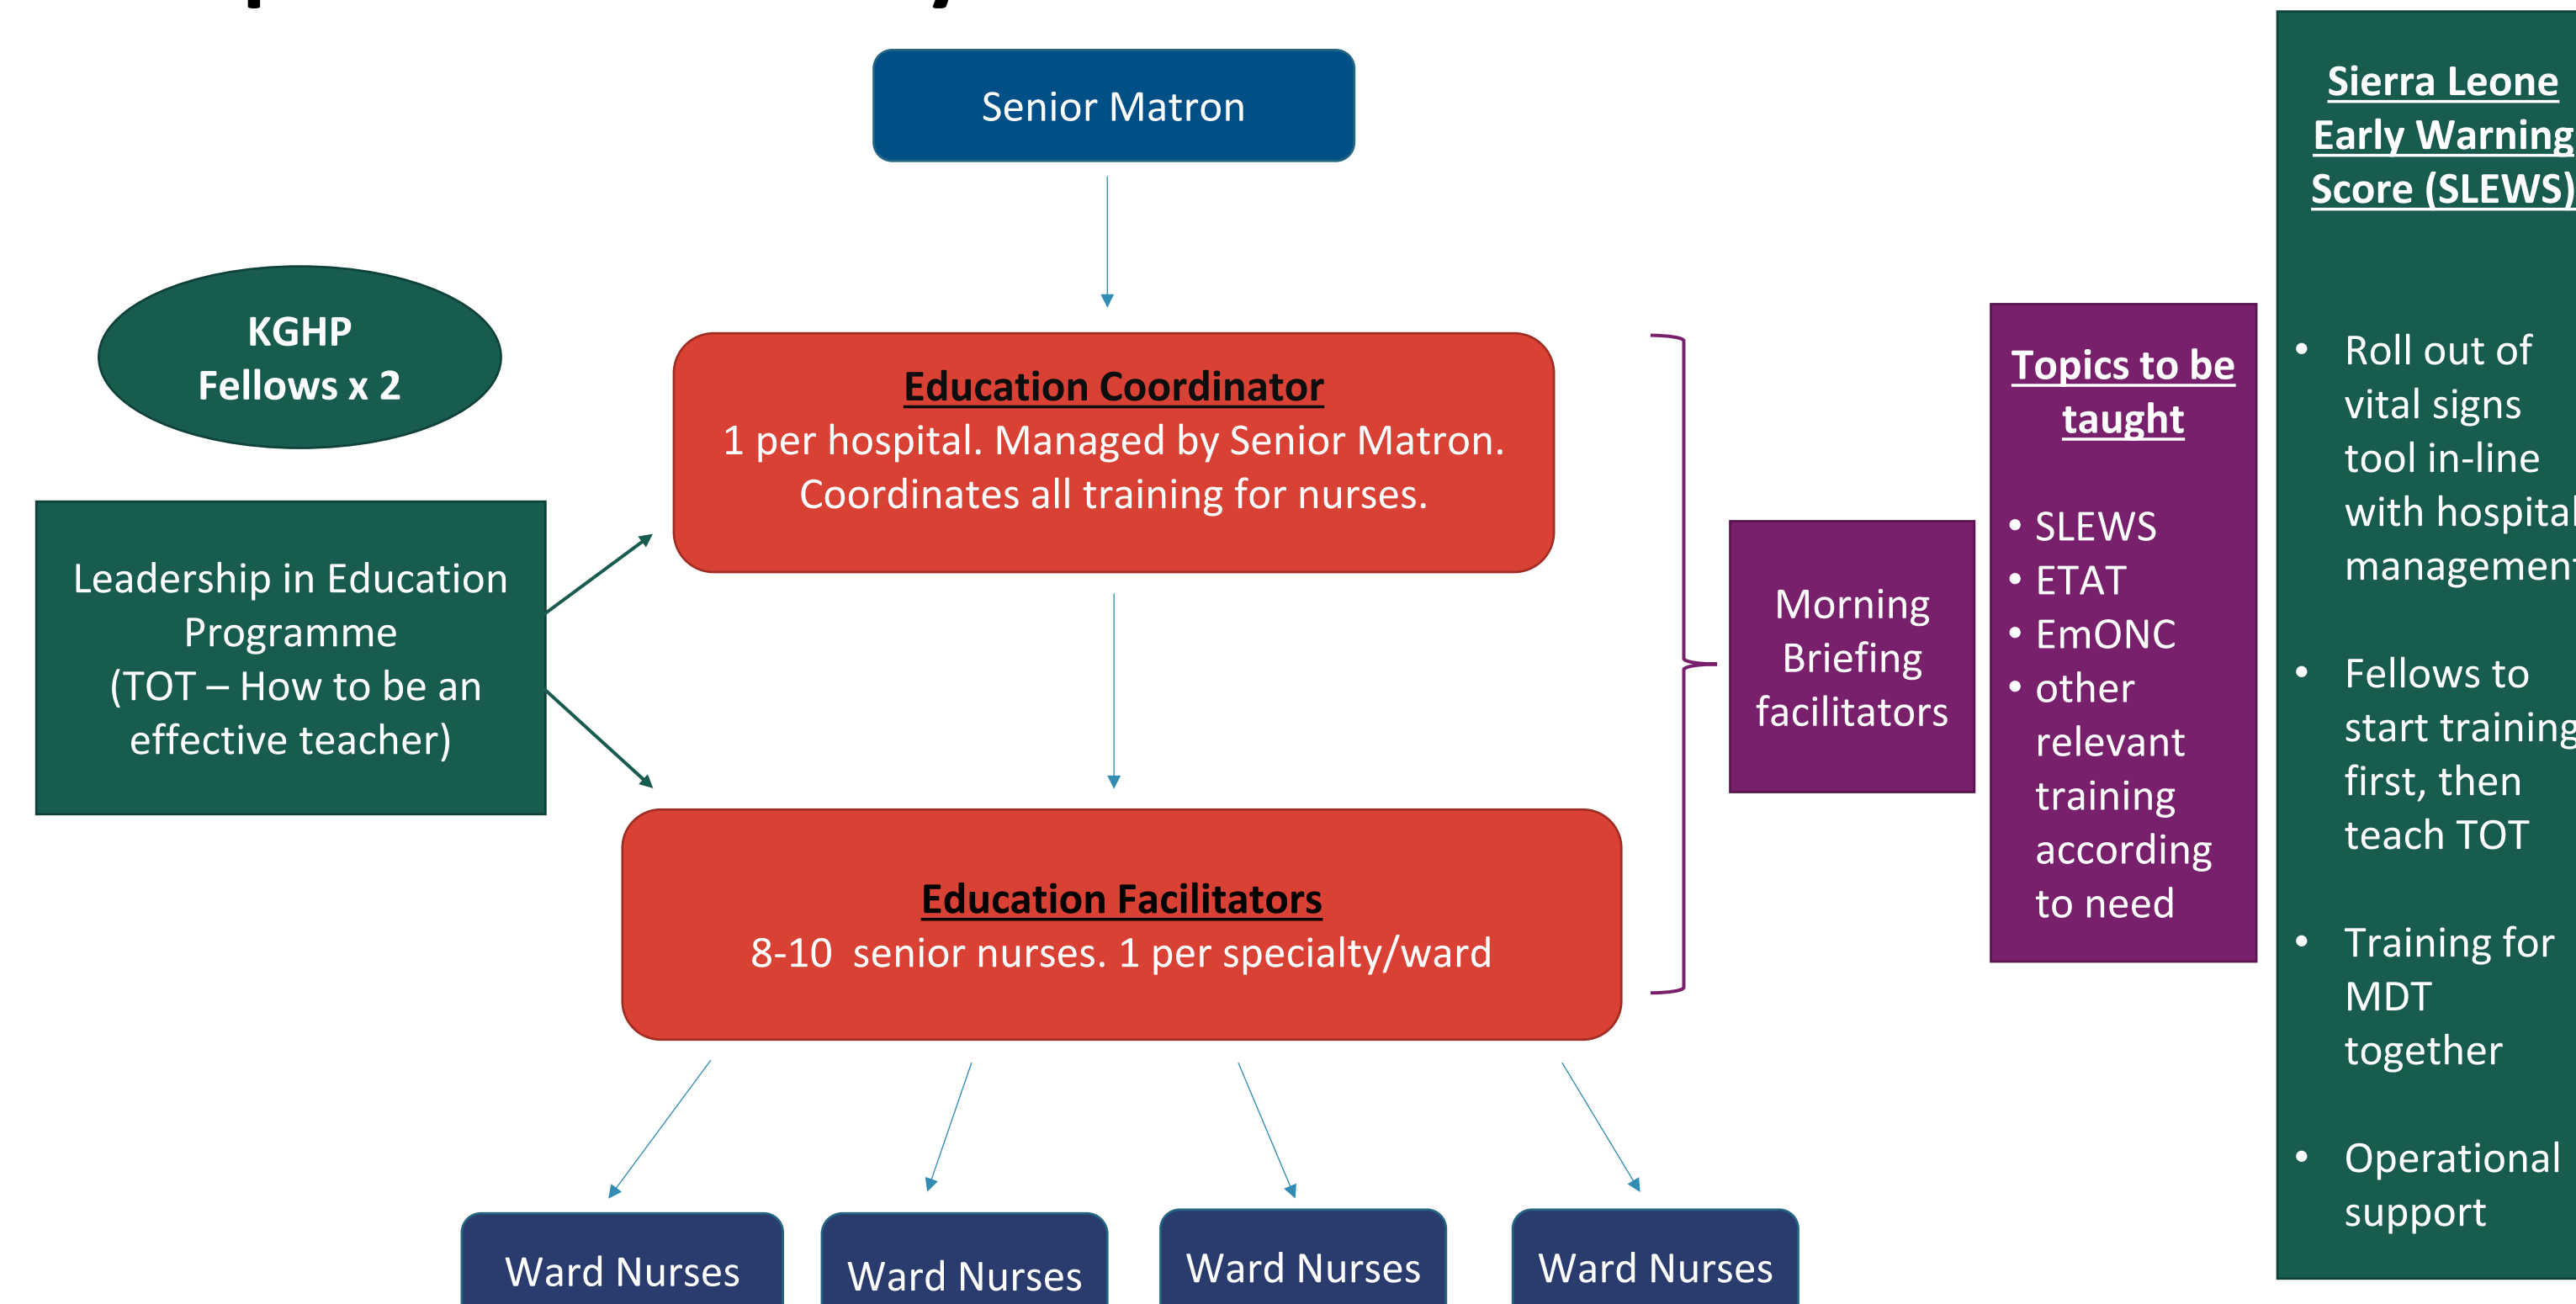 Senior Matron
KGHP
Fellows x 2
Leadership in Education
Programme
(TOT – How to be an
effective teacher)
Education Coordinator
1 per hospital. Managed by Senior Matron.
Coordinates all training for nurses.
Education Facilitators
8-10  senior nurses. 1 per specialty/ward
Ward Nurses
Ward Nurses
Ward Nurses
Ward Nurses
Morning
Briefing
facilitators
Topics to be
taught
• SLEWS
• ETAT
• EmONC
• other
relevant
training
according
to need
Sierra Leone
Early Warning
Score (SLEWS)
• Roll out of
vital signs
tool in-line
with hospital
management
• Fellows to
start training
first, then
teach TOT
• Training for
MDT
together
• Operational
support